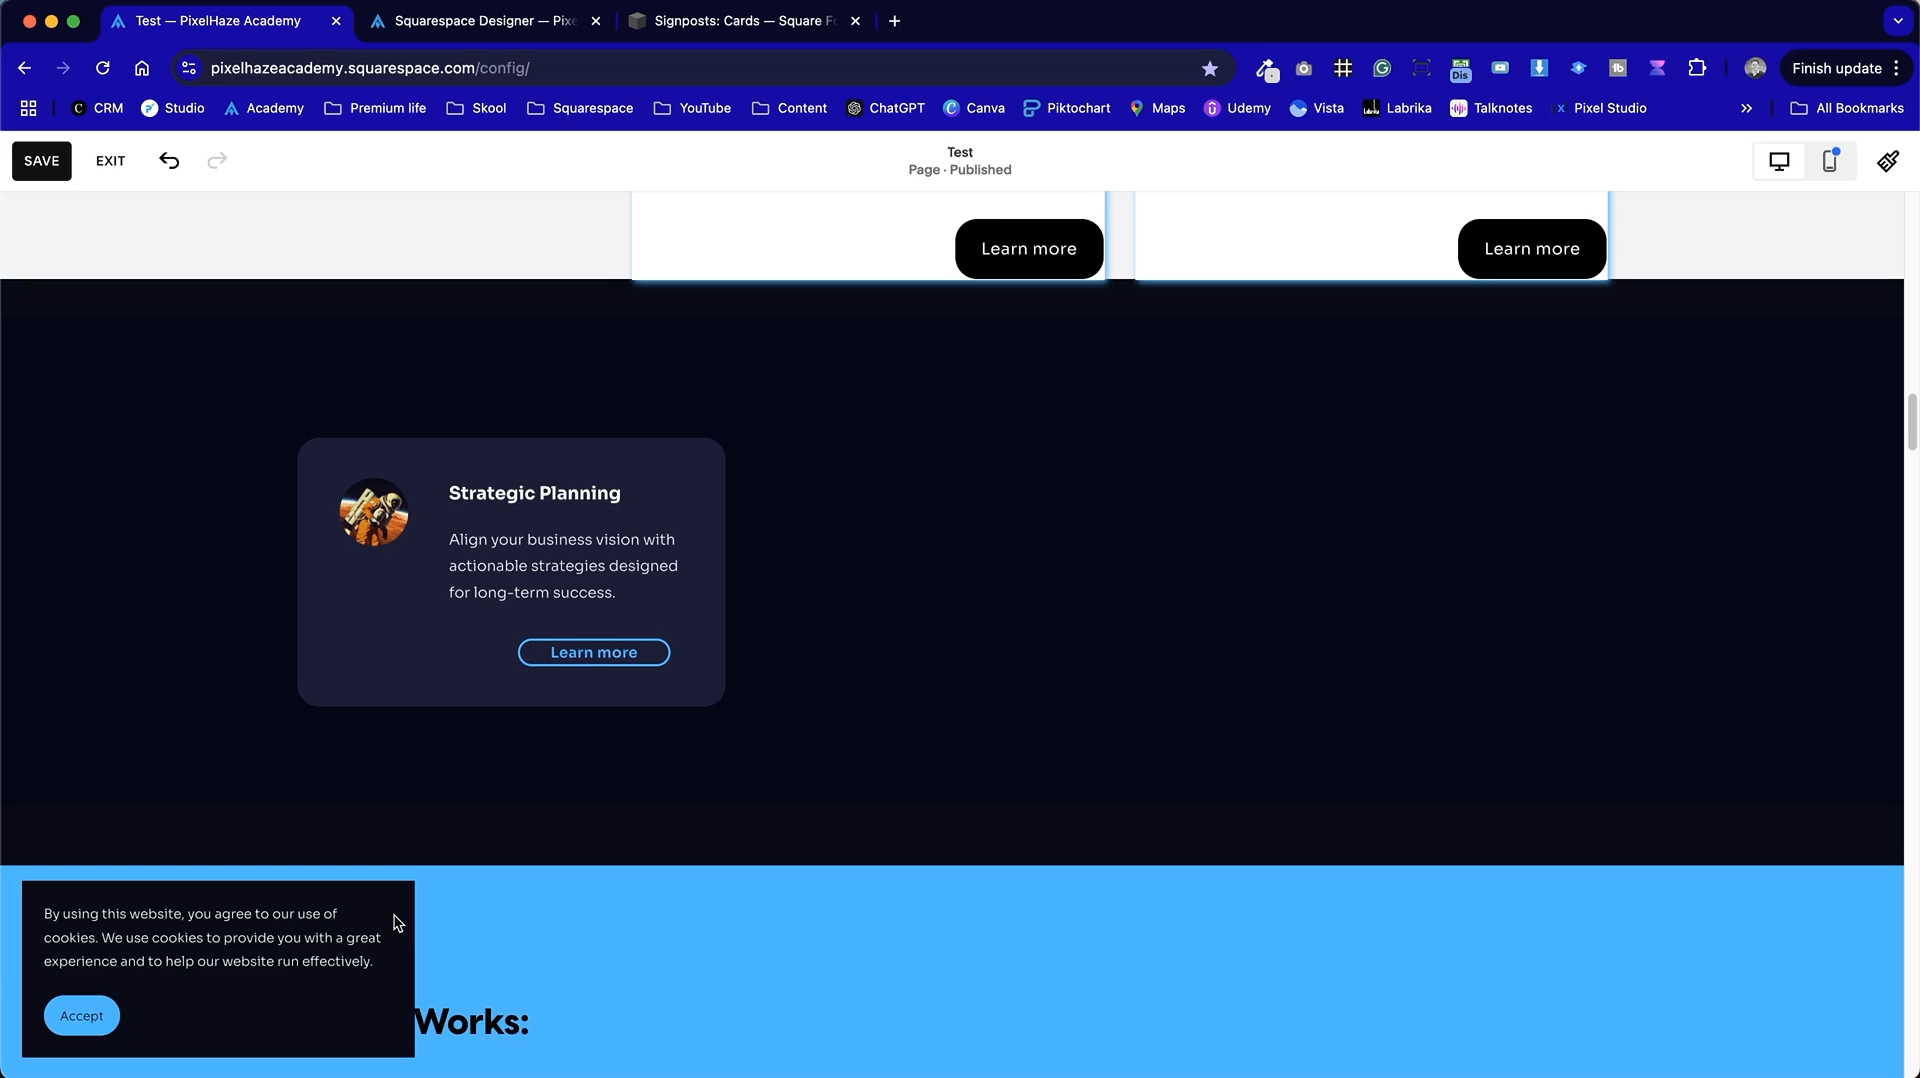 Test — PixelHaze Academy
Squarespace Designer — Pixe
Signposts: Cards — Square Fo
pixelhazeacademy.squarespace.com/config/
Dis
tb
Finish update
CRM
Studio
Academy
Premium life
Skool
Squarespace
YouTube
Content
ChatGPT
Canva
Piktochart
Maps
Udemy
Vista
Labrika
Talknotes
Pixel Studio
All Bookmarks
SAVE
EXIT
Test
Page · Published
Learn more
Learn more
Strategic Planning
Align your business vision with
actionable strategies designed
for long-term success.
Learn more
By using this website, you agree to our use of
cookies. We use cookies to provide you with a great
experience and to help our website run effectively.
Accept
Works: